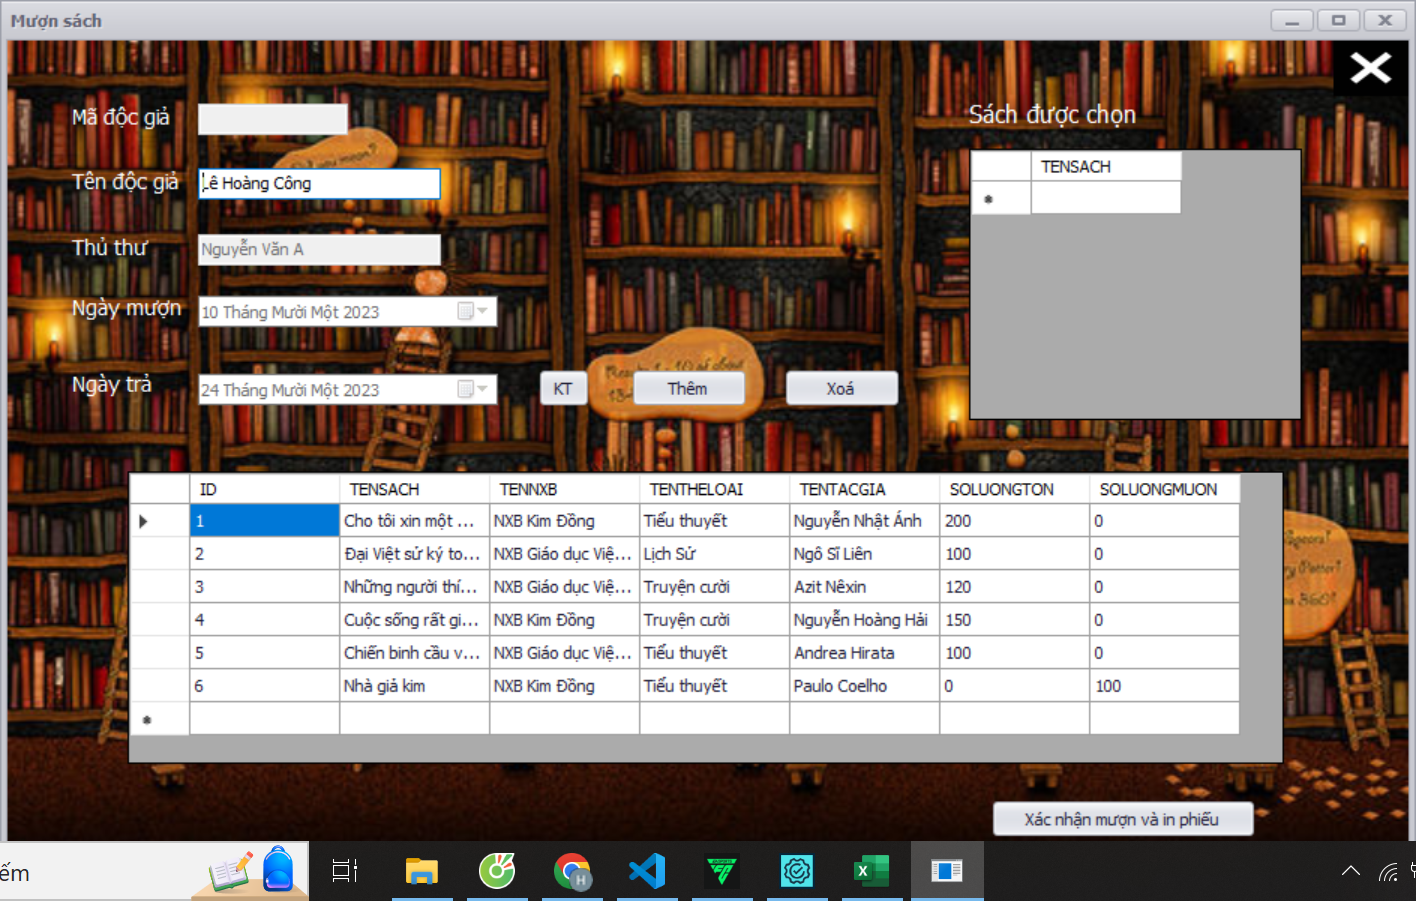 Mượn sách
Mã độc giả
Sách được chọn
you mean?
TENSACH
Tên độc giả
Lê Hoàng Công
Thủ thư
Nguyễn Văn A
Ngày mượn
10 Tháng Mười Một 2023
Ngày trả
24 Tháng Mười Một 2023
KT
Thêm
Xoá
ID TENSACH TENNXB TENTHELOAI TENTACGIA SOLUONGTON SOLUONGMUON
1 Cho tôi xin một ... NXB Kim Đồng Tiểu thuyết Nguyễn Nhật Ánh 200 0
2 Đại Việt sử ký to... NXB Giáo dục Việ... Lịch Sử Ngô Sĩ Liên 100 0
3 Những người thí... NXB Giáo dục Việ... Truyện cười Azit Nêxin 120 0
4 Cuộc sống rất gi... NXB Kim Đồng Truyện cười Nguyễn Hoàng Hải 150 0
5 Chiến binh cầu v... NXB Giáo dục Việ... Tiểu thuyết Andrea Hirata 100 0
6 Nhà giả kim NXB Kim Đồng Tiểu thuyết Paulo Coelho 0 100
360?
Xác nhận mượn và in phiếu
ếm
H
X